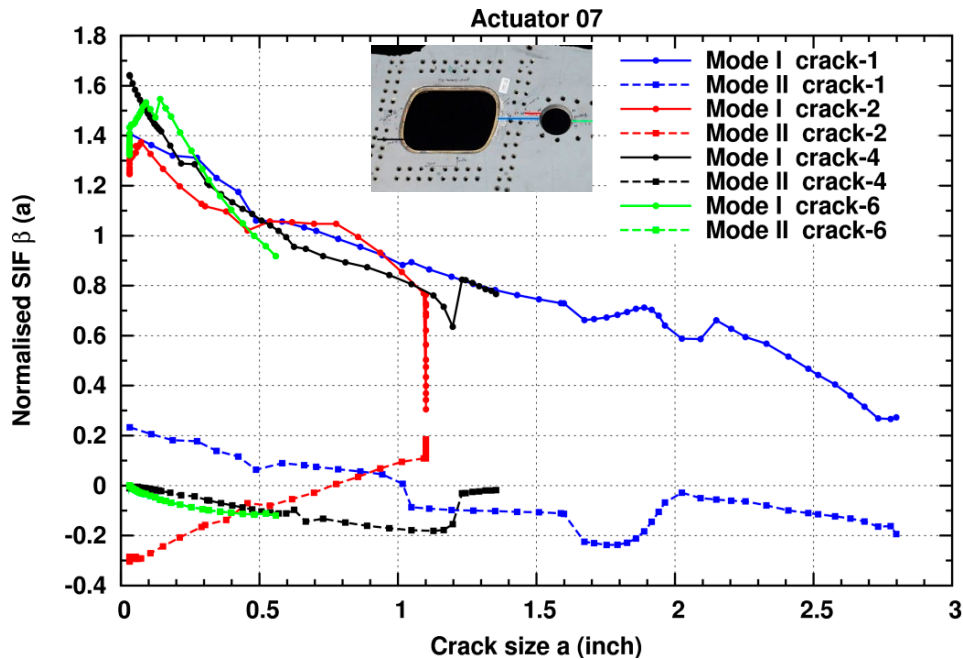 Actuator 07
1.8
1.6
1.4
1.2
1
0.8
0.6
0.4
0.2
0
-0.2
-0.4
Normalised SIF β (a)
0
0.5
1
1.5
2
2.5
3
Crack size a (inch)
Mode I crack-1
Mode II crack-1
Mode I crack-2
Mode II crack-2
Mode I crack-4
Mode II crack-4
Mode I crack-6
Mode II crack-6